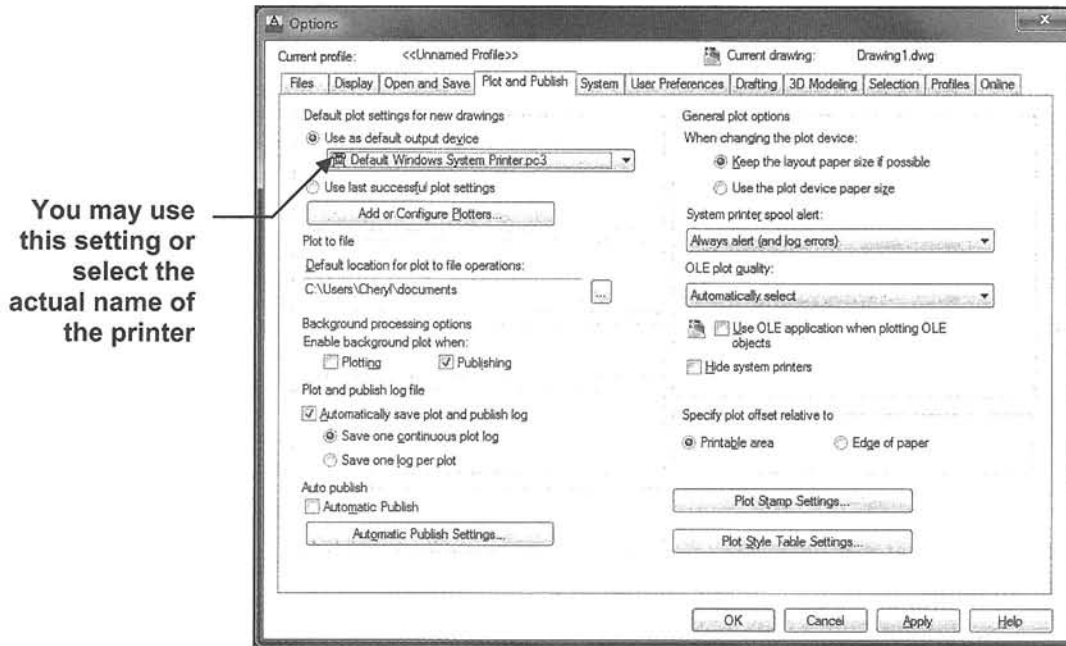 Options
Current profile: <<Unnamed Profile>> Current drawing: Drawing1.dwg
Files Display Open and Save Plot and Publish System User Preferences Drafting 3D Modeling Selection Profiles Online
Default plot settings for new drawings
Use as default output device
Default Windows System Printer.pc3
Use last successful plot settings
Add or Configure Plotters...
Plot to file
Default location for plot to file operations:
C:\Users\Cheryl\documents
...
Background processing options
Enable background plot when:
Plotting Publishing
Plot and publish log file
Automatically save plot and publish log
Save one continuous plot log
Save one log per plot
Auto publish
Automatic Publish
Automatic Publish Settings...
General plot options
When changing the plot device:
Keep the layout paper size if possible
Use the plot device paper size
System printer spool alert:
Always alert (and log errors)
OLE plot quality:
Automatically select
Use OLE application when plotting OLE
objects
Hide system printers
Specify plot offset relative to
Printable area Edge of paper
Plot Stamp Settings...
Plot Style Table Settings...
OK Cancel Apply Help
You may use
this setting or
select the
actual name of
the printer